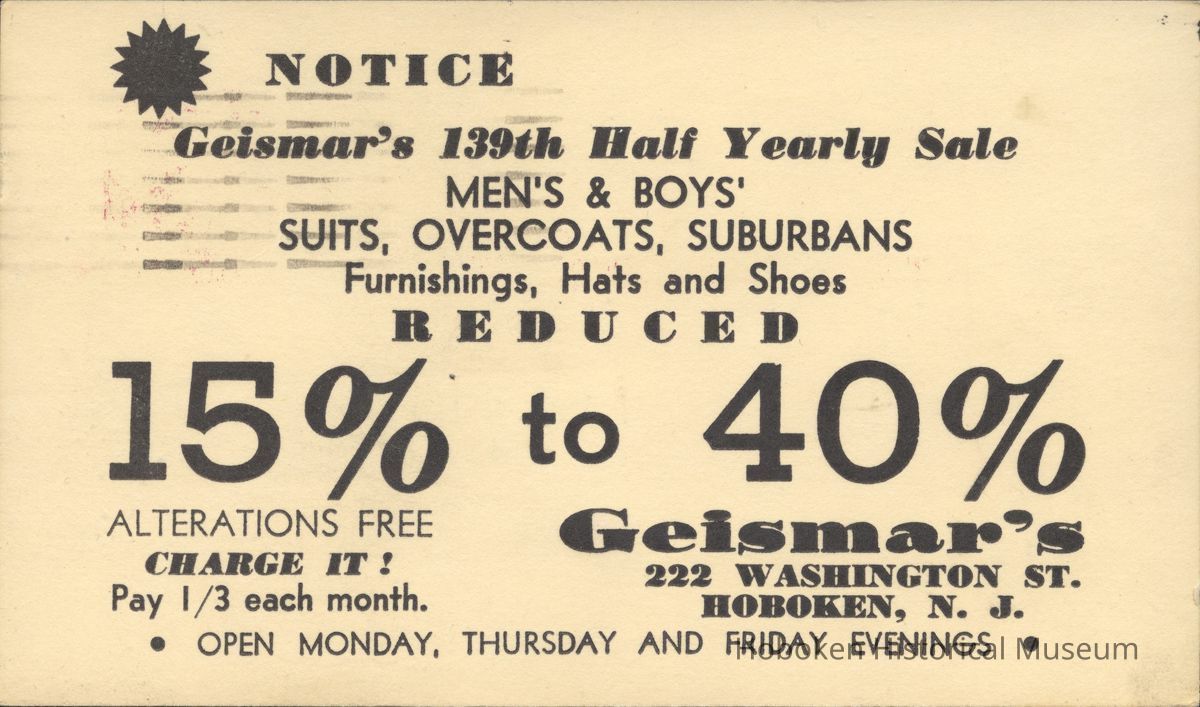 NOTICE
Geismar's 139th Half Yearly Sale
MEN'S & BOYS'
SUITS, OVERCOATS, SUBURBANS
Furnishings, Hats and Shoes
REDUCED
15% to 40%
ALTERATIONS FREE
CHARGE IT!
Pay 1/3 each month.
Geismar's
222 WASHINGTON ST.
HOBOKEN, N. J.
• OPEN MONDAY, THURSDAY AND FRIDAY EVENINGS •
Hoboken Historical Museum